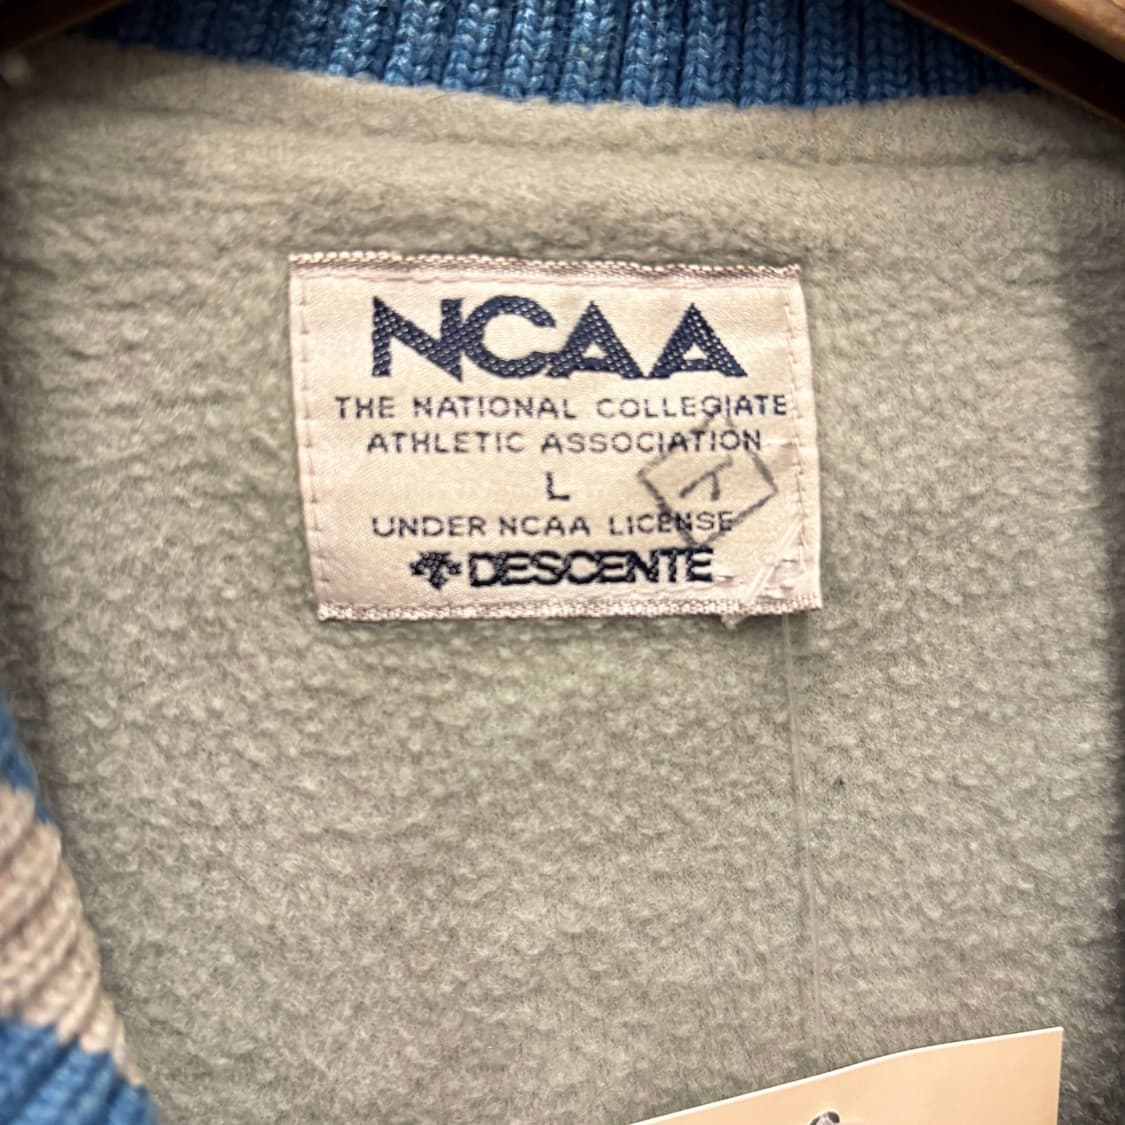 NCAA
THE NATIONAL COLLEGIATE
ATHLETIC ASSOCIATION
L
UNDER NCAA LICENSE
DESCENTE